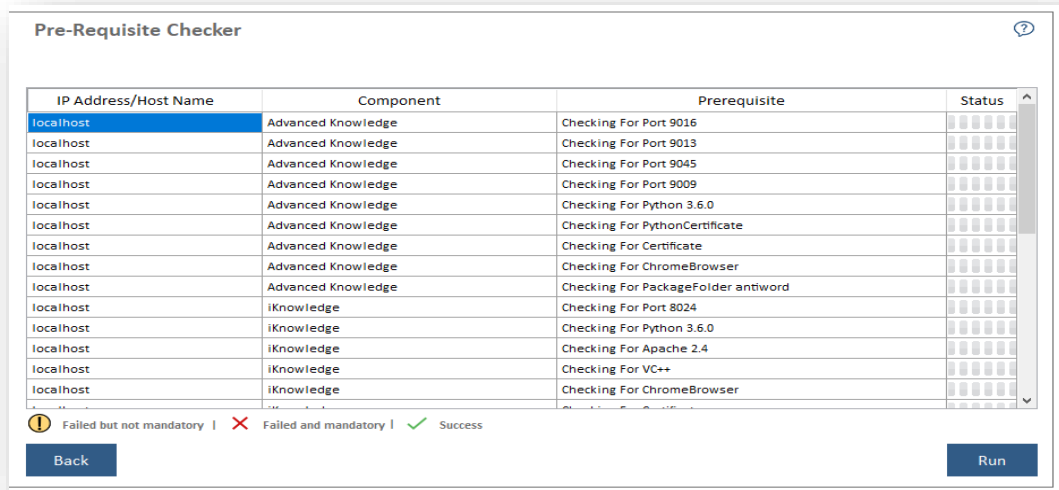 Pre-Requisite Checker
IP Address/Host Name Component Prerequisite Status
localhost Advanced Knowledge Checking For Port 9016
localhost Advanced Knowledge Checking For Port 9013
localhost Advanced Knowledge Checking For Port 9045
localhost Advanced Knowledge Checking For Port 9009
localhost Advanced Knowledge Checking For Python 3.6.0
localhost Advanced Knowledge Checking For PythonCertificate
localhost Advanced Knowledge Checking For Certificate
localhost Advanced Knowledge Checking For ChromeBrowser
localhost Advanced Knowledge Checking For PackageFolder antiword
localhost iKnowledge Checking For Port 8024
localhost iKnowledge Checking For Python 3.6.0
localhost iKnowledge Checking For Apache 2.4
localhost iKnowledge Checking For VC++
localhost iKnowledge Checking For ChromeBrowser
Failed but not mandatory | Failed and mandatory | Success
Back Run